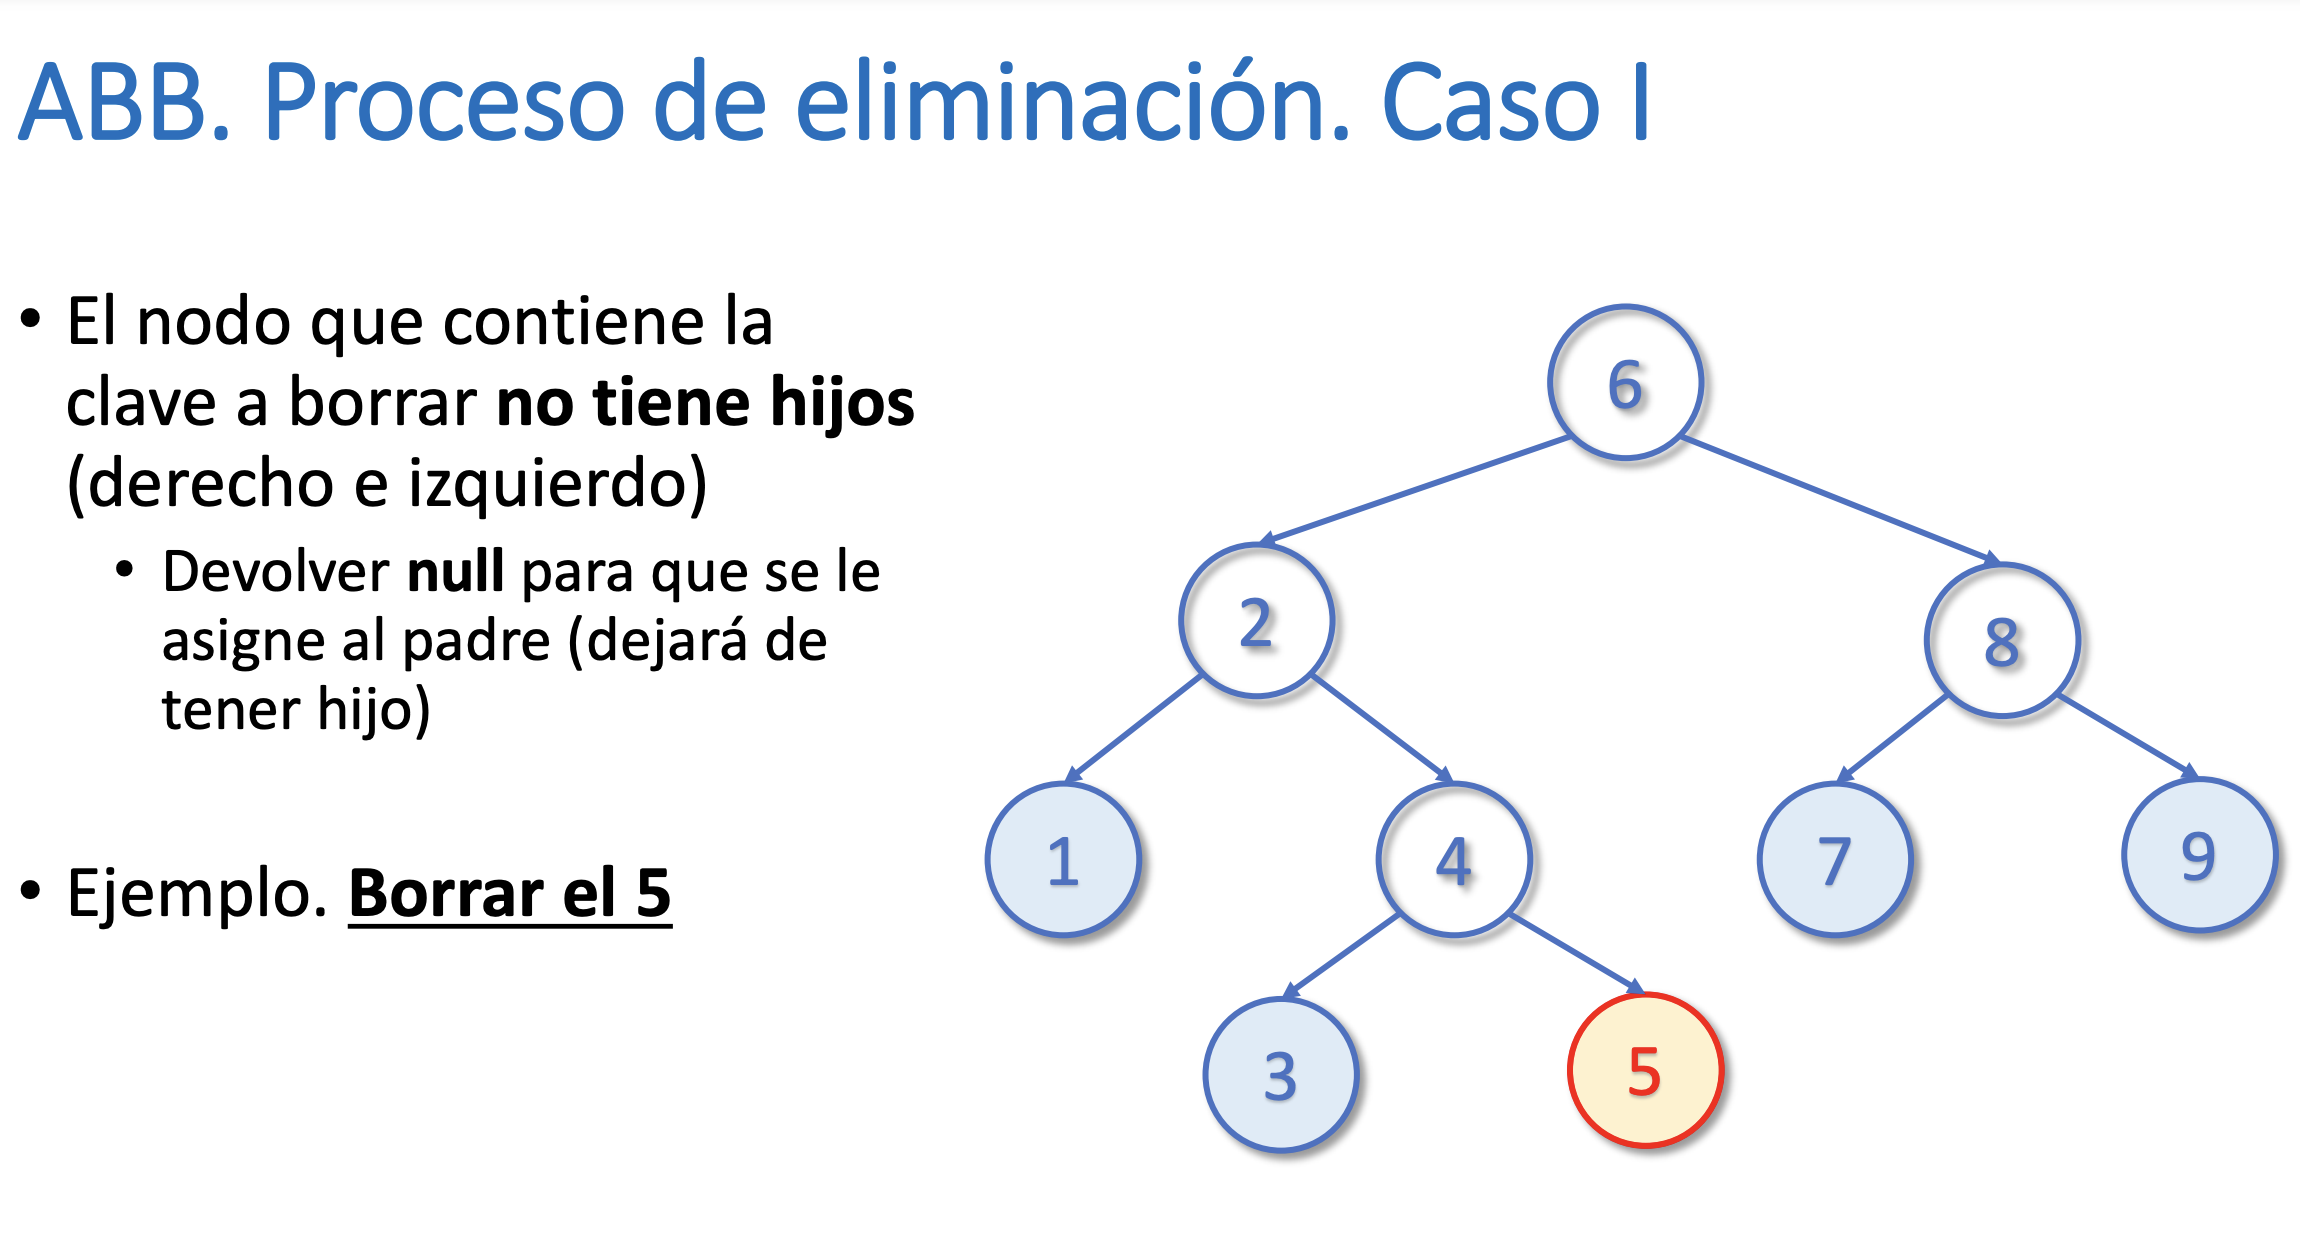 ABB. Proceso de eliminación. Caso I
• El nodo que contiene la
clave a borrar no tiene hijos
(derecho e izquierdo)
• Devolver null para que se le
asigne al padre (dejará de
tener hijo)
• Ejemplo. Borrar el 5
6
2
8
1
4
7
9
3
5